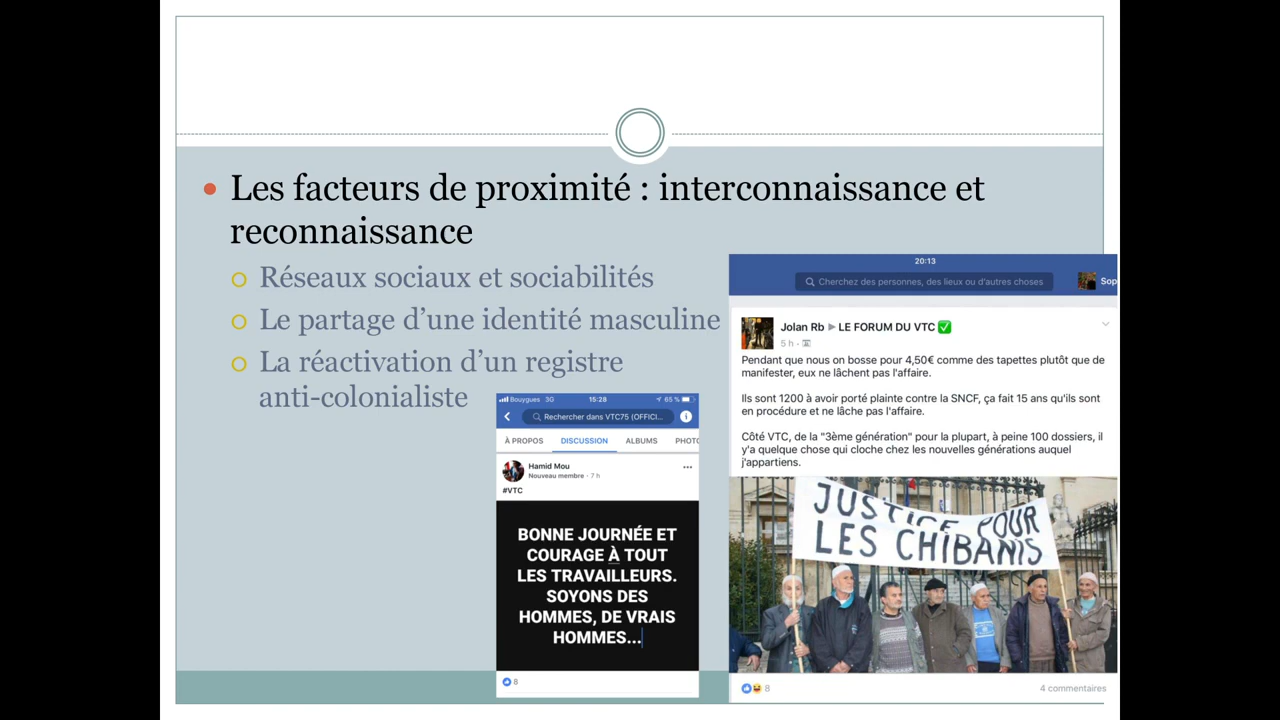 Les facteurs de proximité : interconnaissance et
reconnaissance
Réseaux sociaux et sociabilités
Le partage d'une identité masculine
La réactivation d'un registre
anti-colonialiste
Bouygues 3G 15:28 65 %
Rechercher dans VTC75 (OFFICI...
À PROPOS DISCUSSION ALBUMS PHOTO
Hamid Mou
Nouveau membre · 7 h
#VTC
BONNE JOURNÉE ET
COURAGE À TOUT
LES TRAVAILLEURS.
SOYONS DES
HOMMES, DE VRAIS
HOMMES...
8
20:13
Cherchez des personnes, des lieux ou d'autres choses
Sop
Jolan Rb ▶ LE FORUM DU VTC ✅
5 h ·
Pendant que nous on bosse pour 4,50€ comme des tapettes plutôt que de
manifester, eux ne lâchent pas l'affaire.
Ils sont 1200 à avoir porté plainte contre la SNCF, ça fait 15 ans qu'ils sont
en procédure et ne lâche pas l'affaire.
Côté VTC, de la "3ème génération" pour la plupart, à peine 100 dossiers, il
y'a quelque chose qui cloche chez les nouvelles générations auquel
j'appartiens.
JUSTICE POUR
LES CHIBANIS
8
4 commentaires